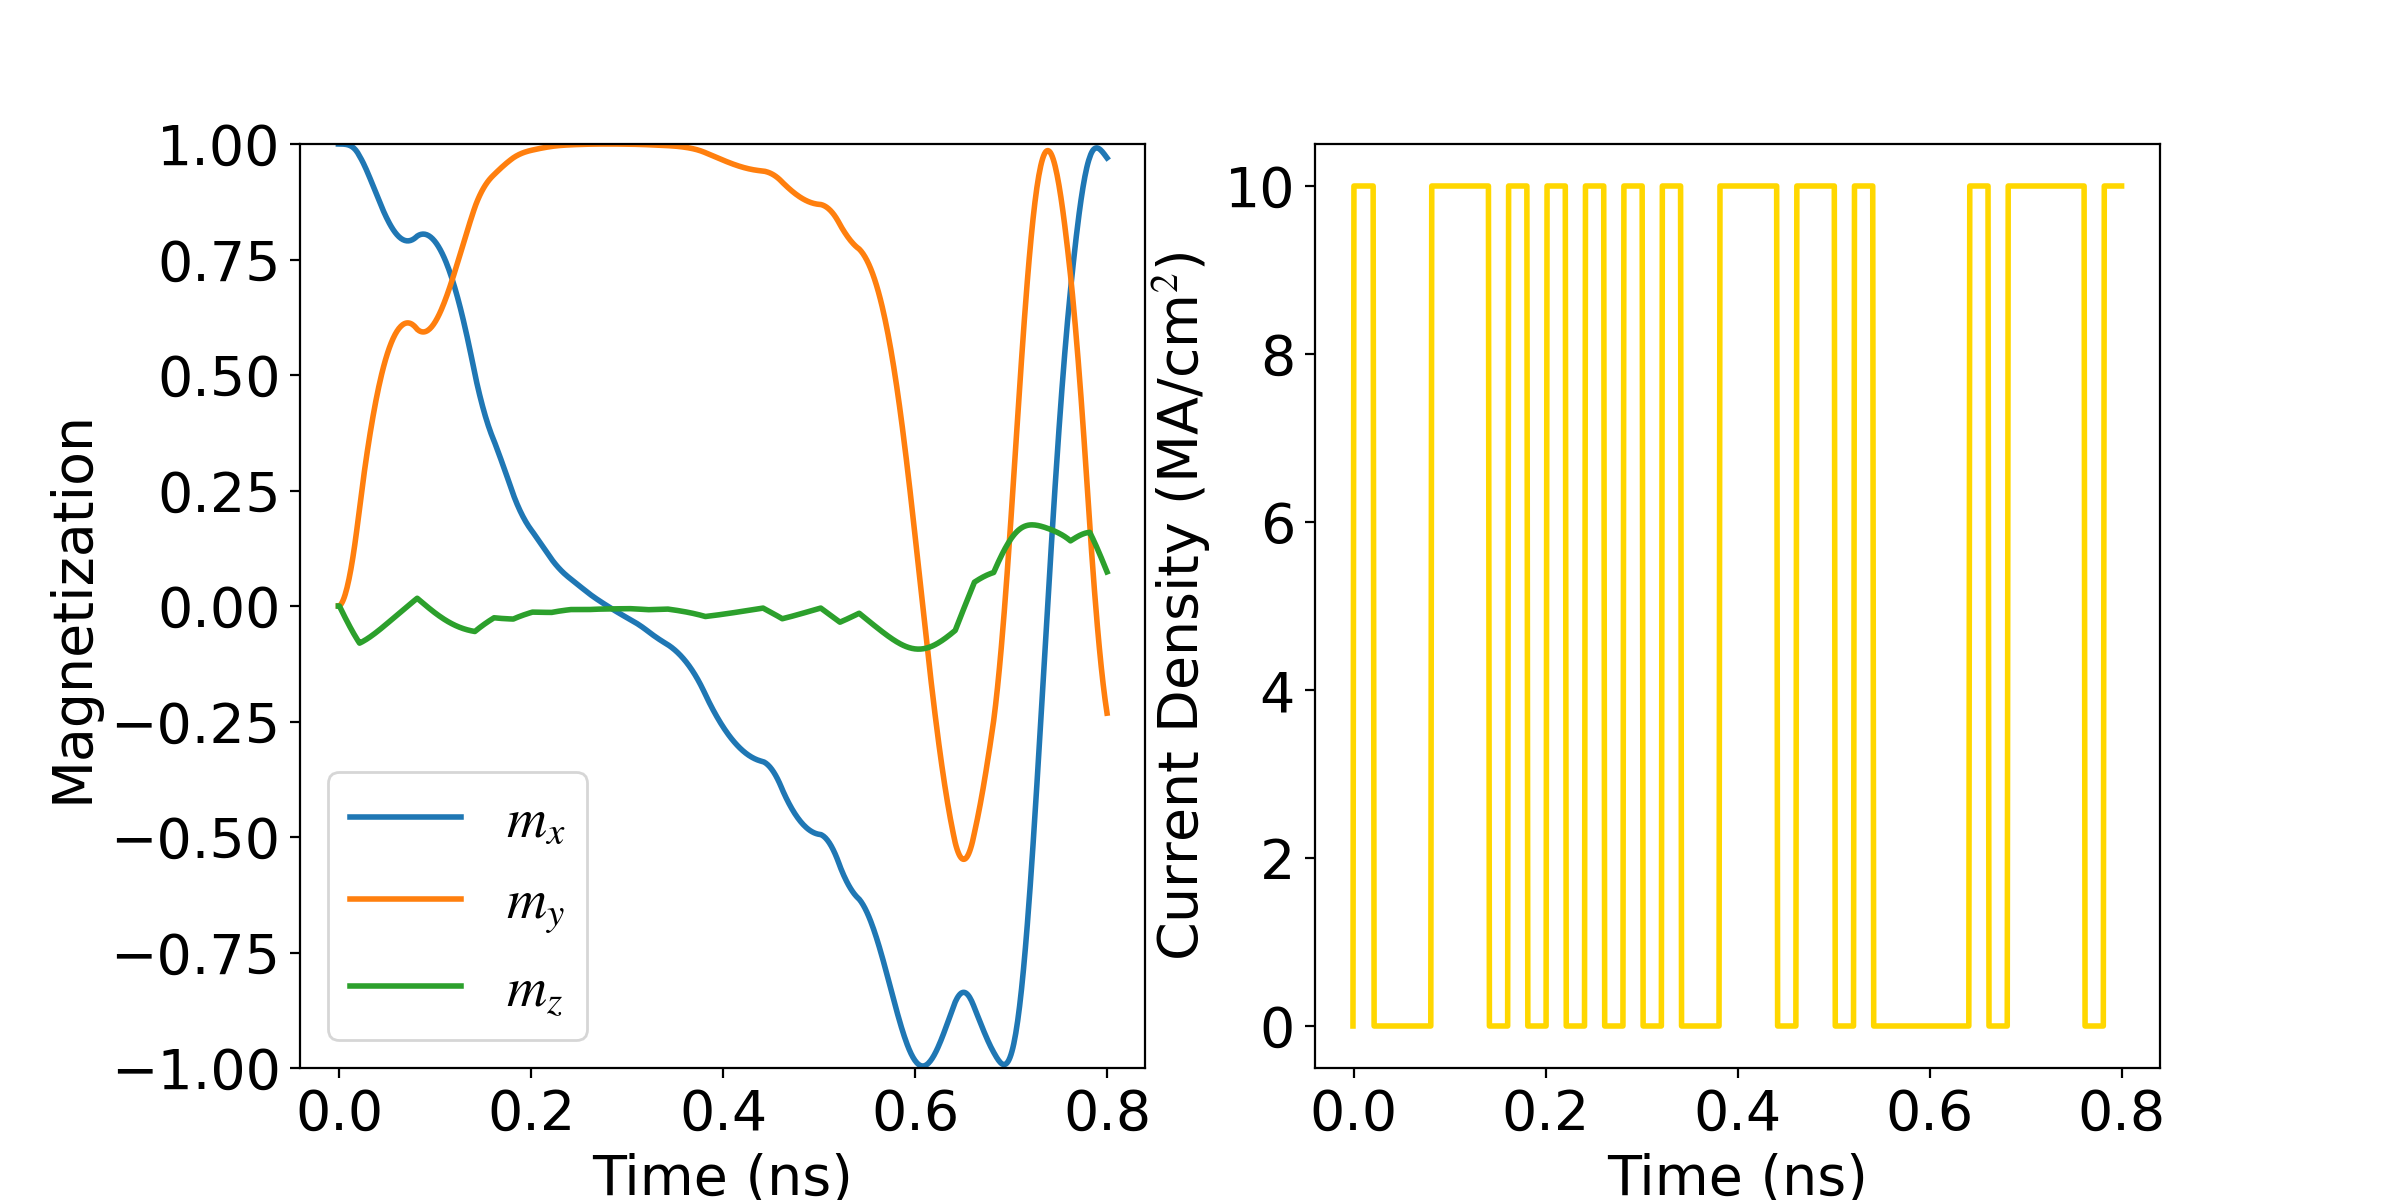 Magnetization
1.00
0.75
0.50
0.25
0.00
−0.25
−0.50
−0.75
−1.00
m_x
m_y
m_z
0.0 0.2 0.4 0.6 0.8
Time (ns)
Current Density (MA/cm²)
10
8
6
4
2
0
0.0 0.2 0.4 0.6 0.8
Time (ns)